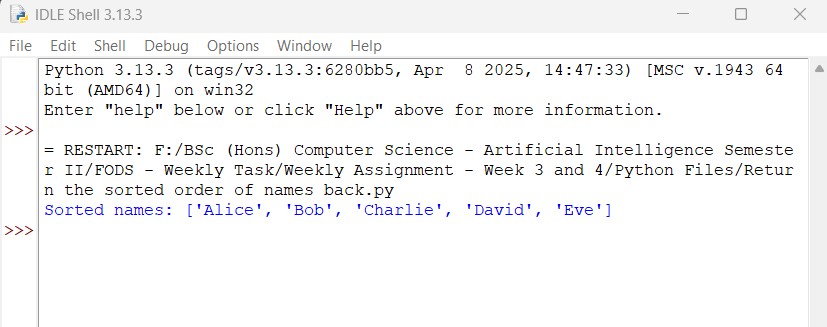 IDLE Shell 3.13.3
File Edit Shell Debug Options Window Help
Python 3.13.3 (tags/v3.13.3:6280bb5, Apr  8 2025, 14:47:33) [MSC v.1943 64
bit (AMD64)] on win32
Enter "help" below or click "Help" above for more information.
>>>
= RESTART: F:/BSc (Hons) Computer Science - Artificial Intelligence Semeste
r II/FODS - Weekly Task/Weekly Assignment - Week 3 and 4/Python Files/Retur
n the sorted order of names back.py
Sorted names: ['Alice', 'Bob', 'Charlie', 'David', 'Eve']
>>>